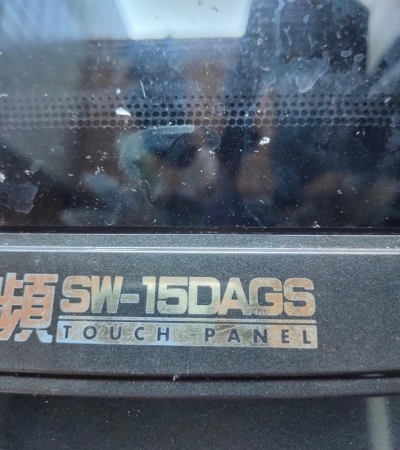 頻 SW-15DAGS
TOUCH PANEL